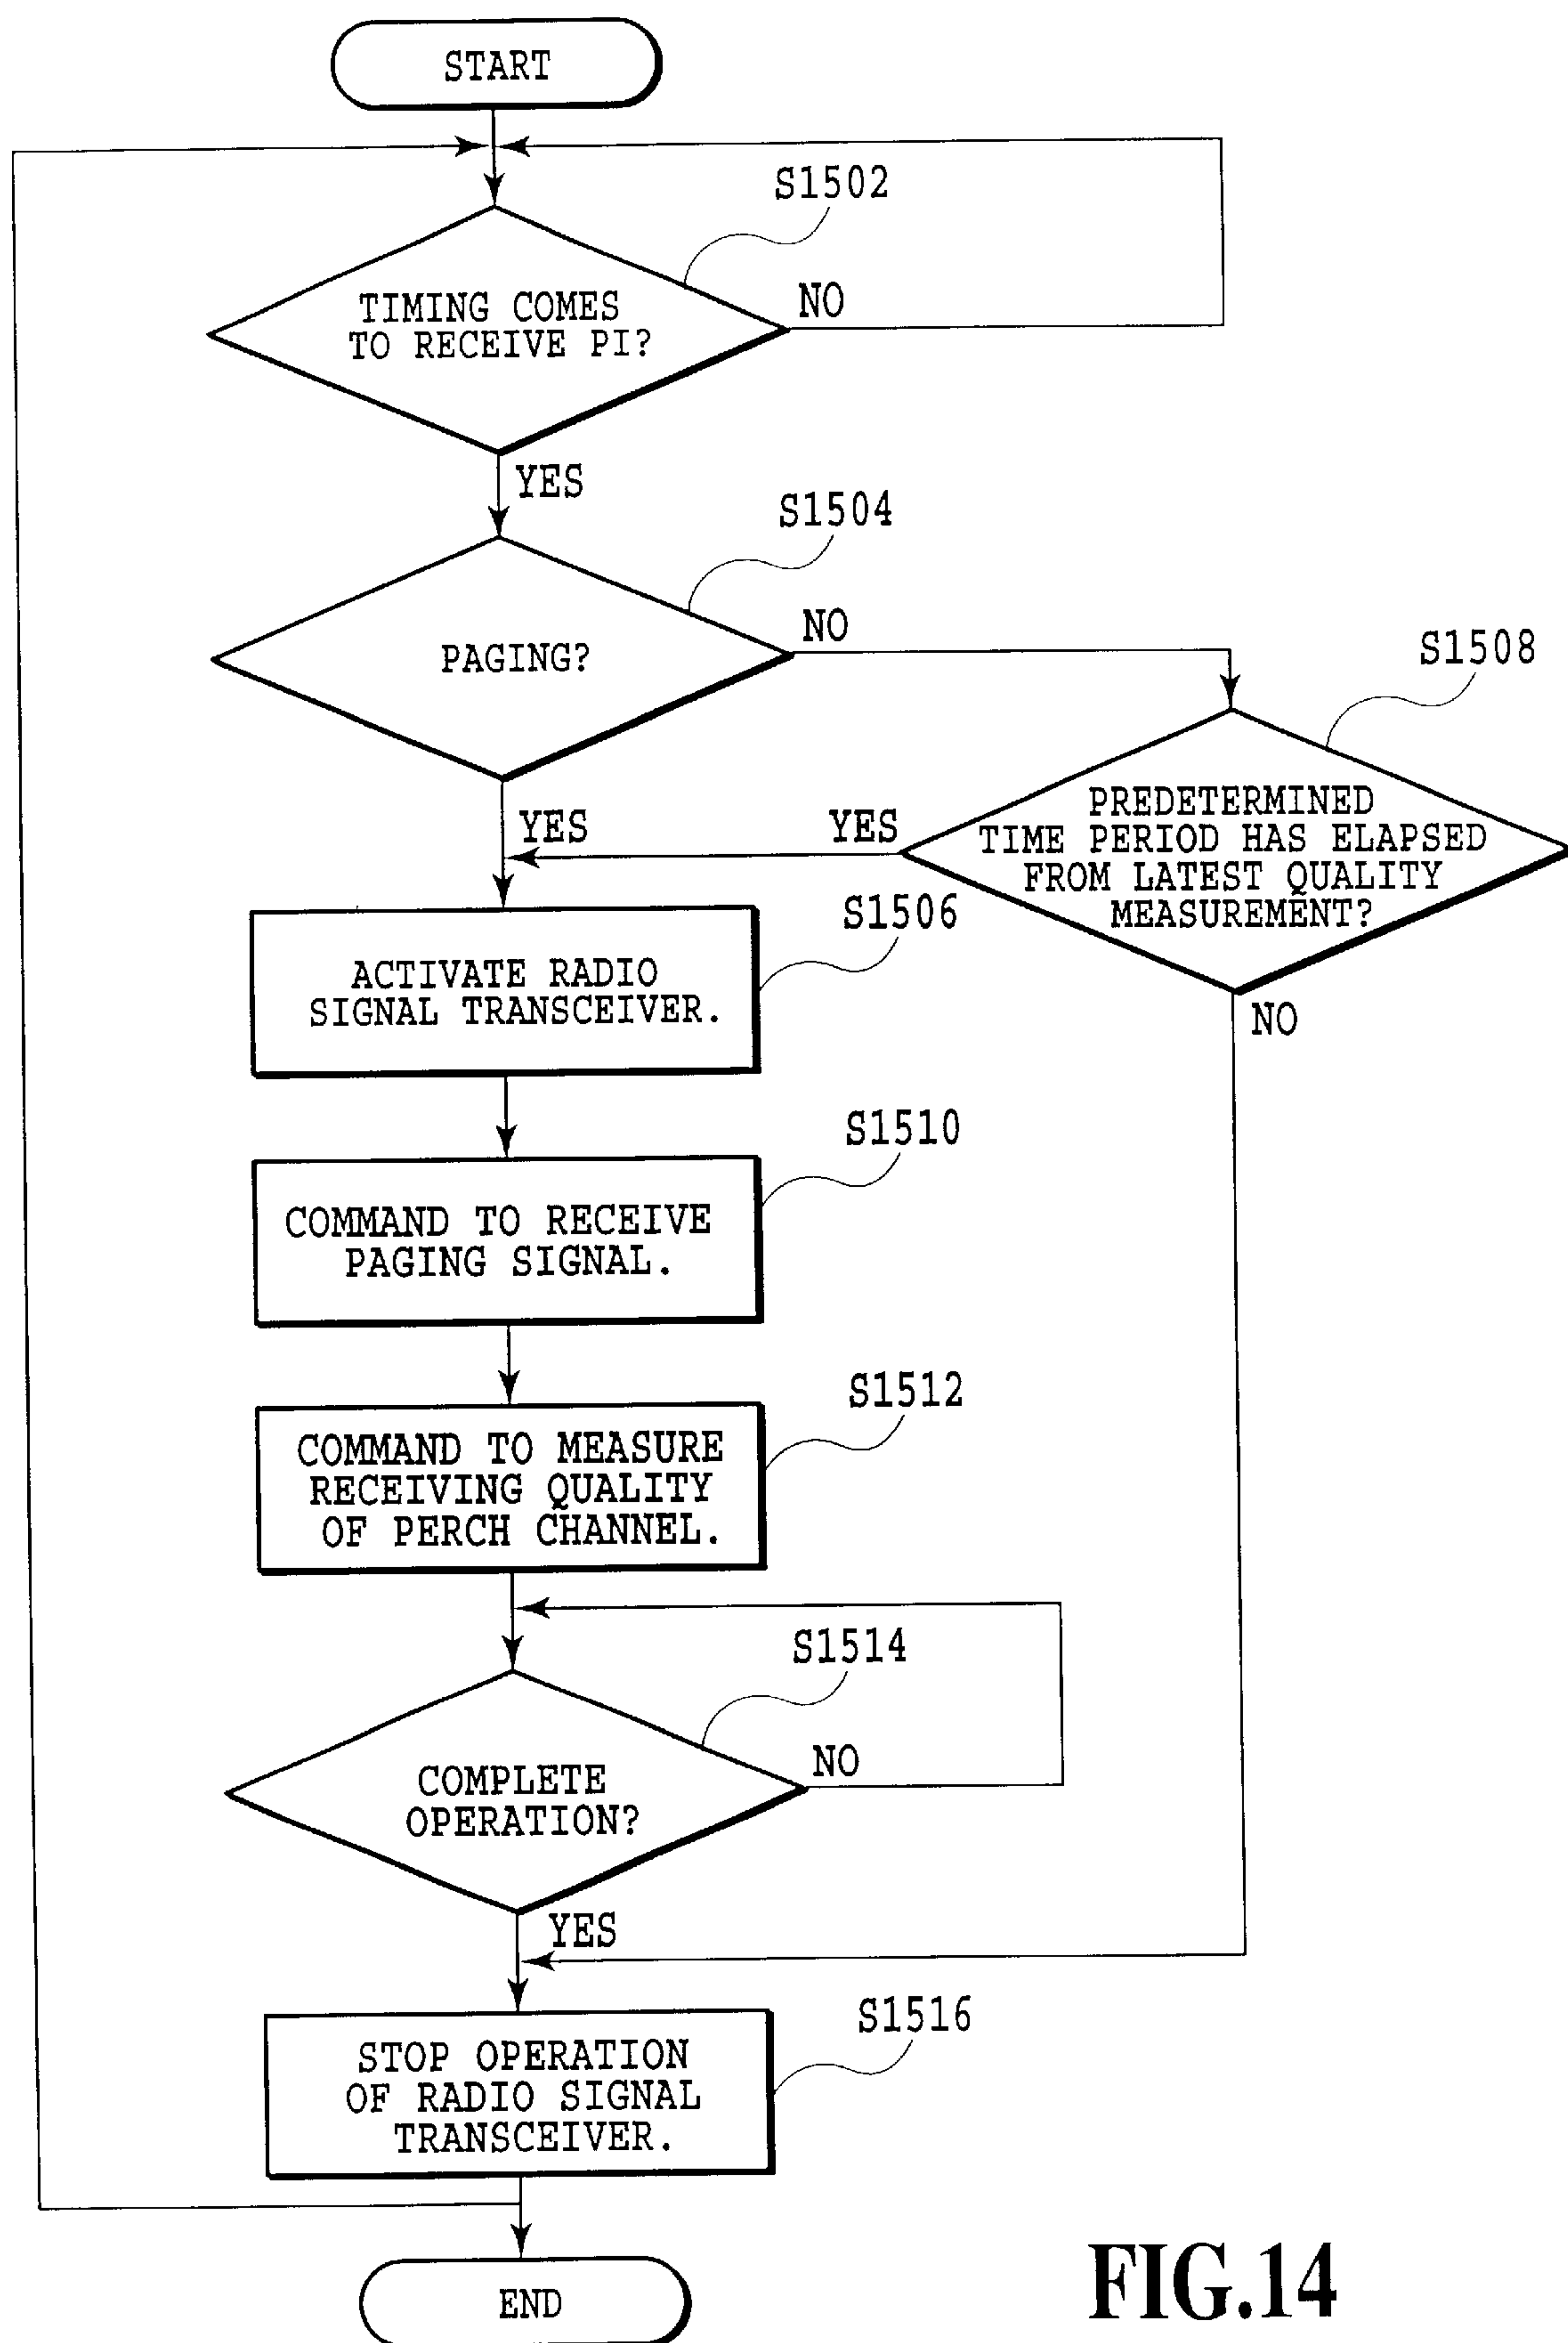 START
S1502
TIMING COMES
TO RECEIVE PI?
NO
YES
S1504
PAGING?
NO
S1508
PREDETERMINED
TIME PERIOD HAS ELAPSED
FROM LATEST QUALITY
MEASUREMENT?
YES
YES
NO
S1506
ACTIVATE RADIO
SIGNAL TRANSCEIVER.
S1510
COMMAND TO RECEIVE
PAGING SIGNAL.
S1512
COMMAND TO MEASURE
RECEIVING QUALITY
OF PERCH CHANNEL.
S1514
COMPLETE
OPERATION?
NO
YES
S1516
STOP OPERATION
OF RADIO SIGNAL
TRANSCEIVER.
END
FIG.14